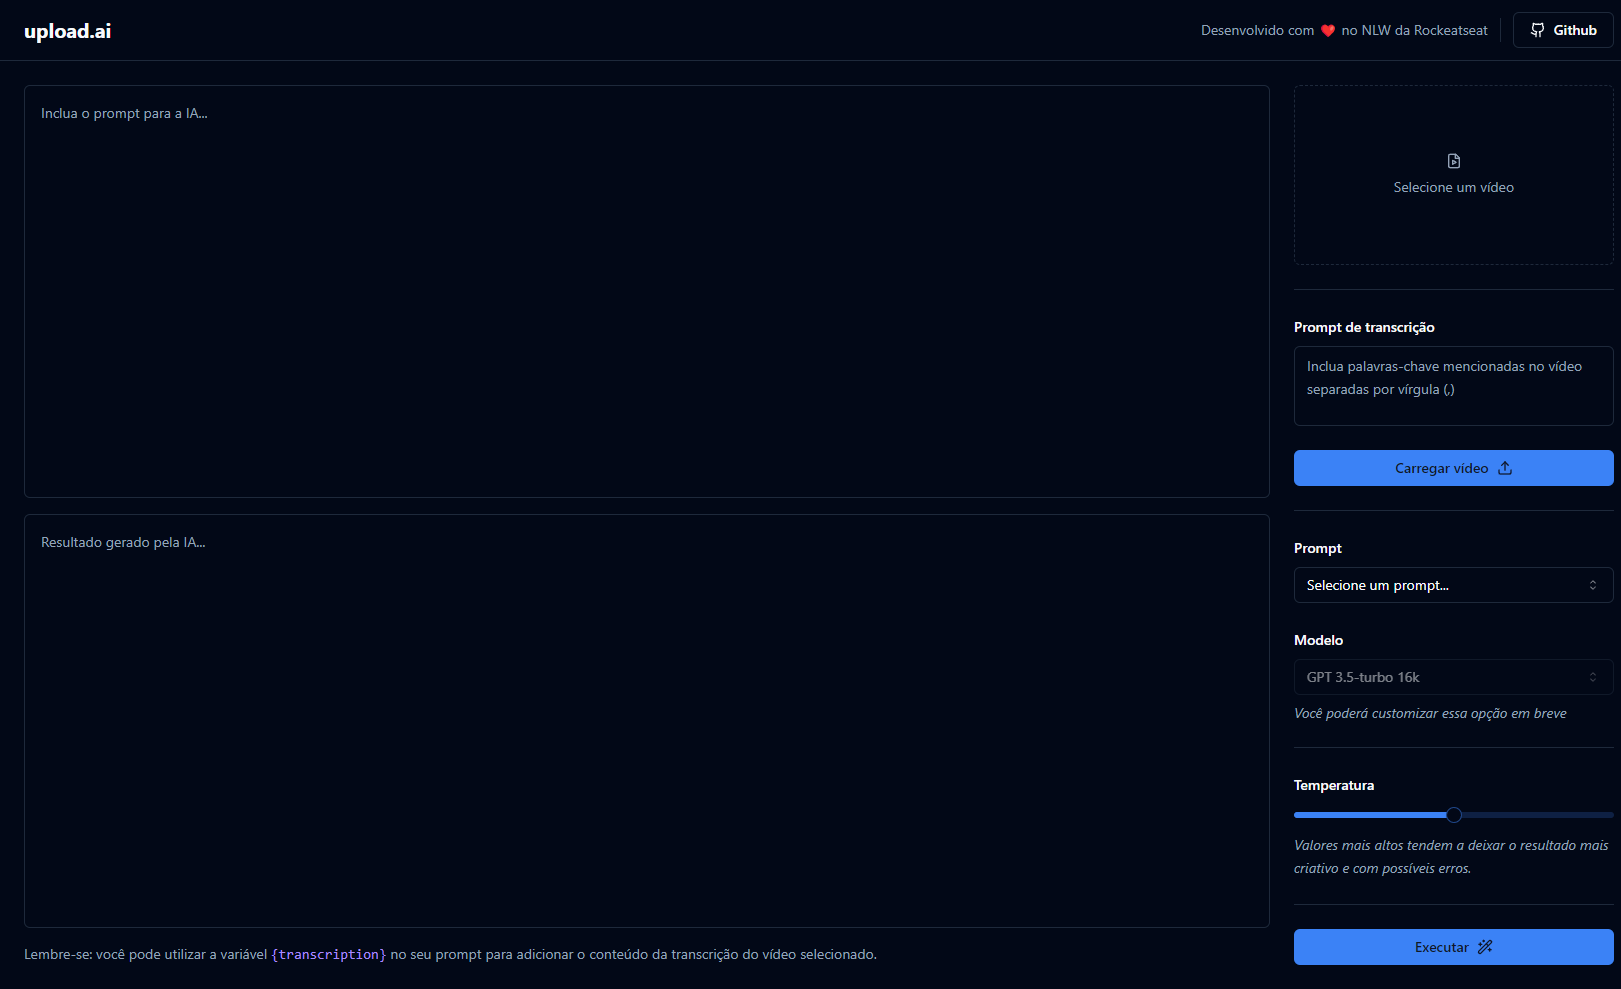 upload.ai
Desenvolvido com ❤️ no NLW da Rockeatseat
Github
Inclua o prompt para a IA...
Resultado gerado pela IA...
Lembre-se: você pode utilizar a variável {transcription} no seu prompt para adicionar o conteúdo da transcrição do vídeo selecionado.
Selecione um vídeo
Prompt de transcrição
Inclua palavras-chave mencionadas no vídeo
separadas por vírgula (,)
Carregar vídeo
Prompt
Selecione um prompt...
Modelo
GPT 3.5-turbo 16k
Você poderá customizar essa opção em breve
Temperatura
Valores mais altos tendem a deixar o resultado mais
criativo e com possíveis erros.
Executar